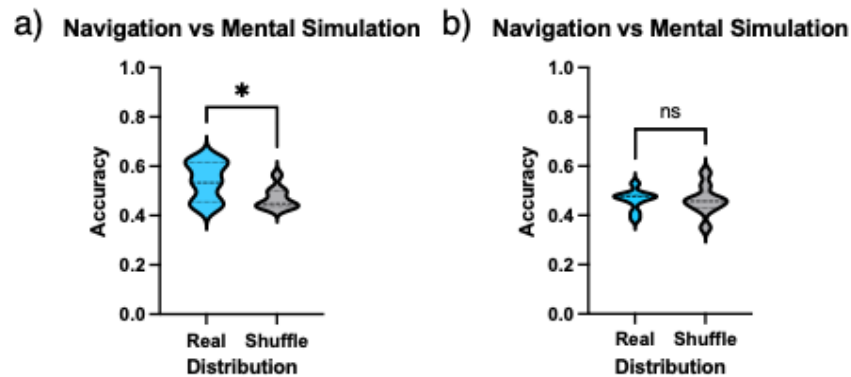 a) Navigation vs Mental Simulation
1.0
0.8
0.6
0.4
0.2
0.0
Accuracy
*
Real Shuffle
Distribution
b) Navigation vs Mental Simulation
1.0
0.8
0.6
0.4
0.2
0.0
Accuracy
ns
Real Shuffle
Distribution